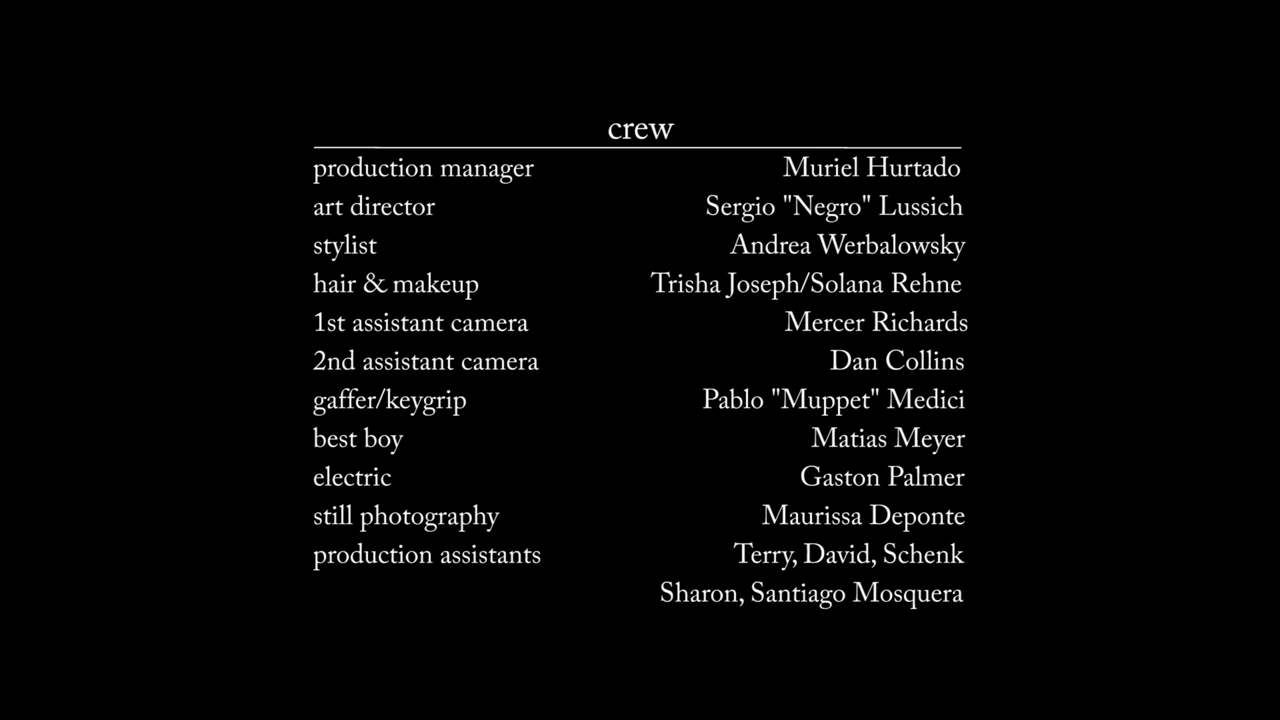 crew
production manager Muriel Hurtado
art director Sergio "Negro" Lussich
stylist Andrea Werbalowsky
hair & makeup Trisha Joseph/Solana Rehne
1st assistant camera Mercer Richards
2nd assistant camera Dan Collins
gaffer/keygrip Pablo "Muppet" Medici
best boy Matias Meyer
electric Gaston Palmer
still photography Maurissa Deponte
production assistants Terry, David, Schenk
Sharon, Santiago Mosquera